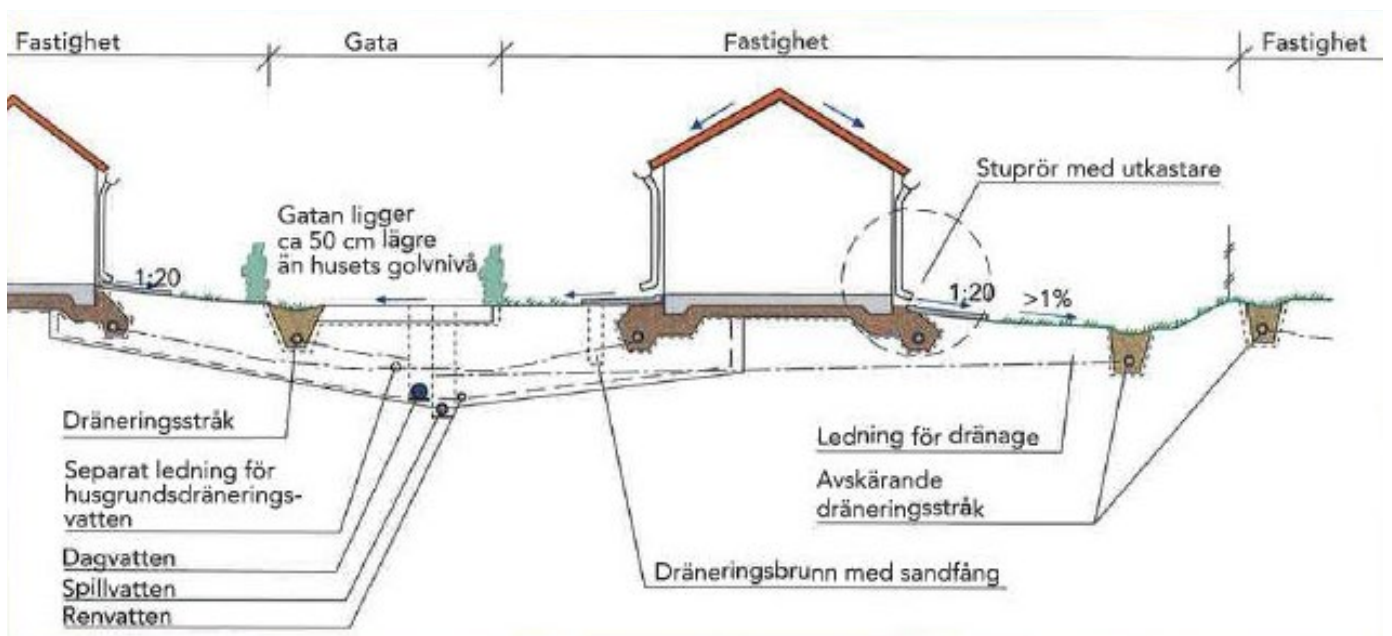 Fastighet
Gata
Fastighet
Fastighet
Stuprör med utkastare
Gatan ligger
ca 50 cm lägre
än husets golvnivå
1:20
1:20
>1%
Dräneringsstråk
Separat ledning för
husgrundsdränerings-
vatten
Dagvatten
Spillvatten
Renvatten
Dräneringsbrunn med sandfång
Ledning för dränage
Avskärande
dräneringsstråk